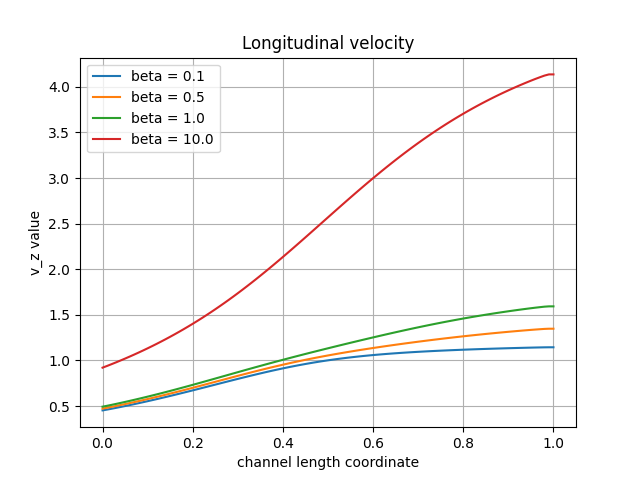 Longitudinal velocity
beta = 0.1
beta = 0.5
beta = 1.0
beta = 10.0
v_z value
4.0
3.5
3.0
2.5
2.0
1.5
1.0
0.5
0.0 0.2 0.4 0.6 0.8 1.0
channel length coordinate